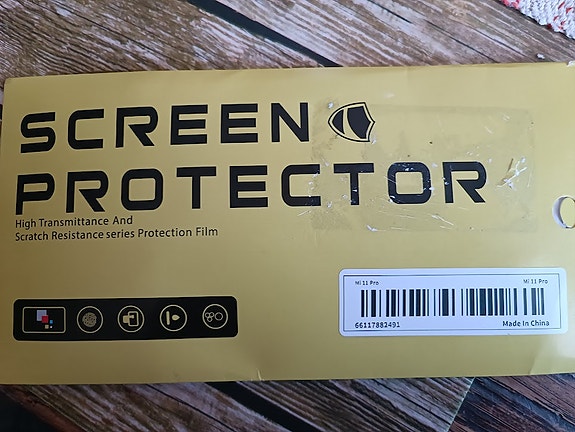 SCREEN
PROTECTOR
High Transmittance And
Scratch Resistance series Protection Film
Mi 11 Pro Mi 11 Pro
66117882491 Made In China